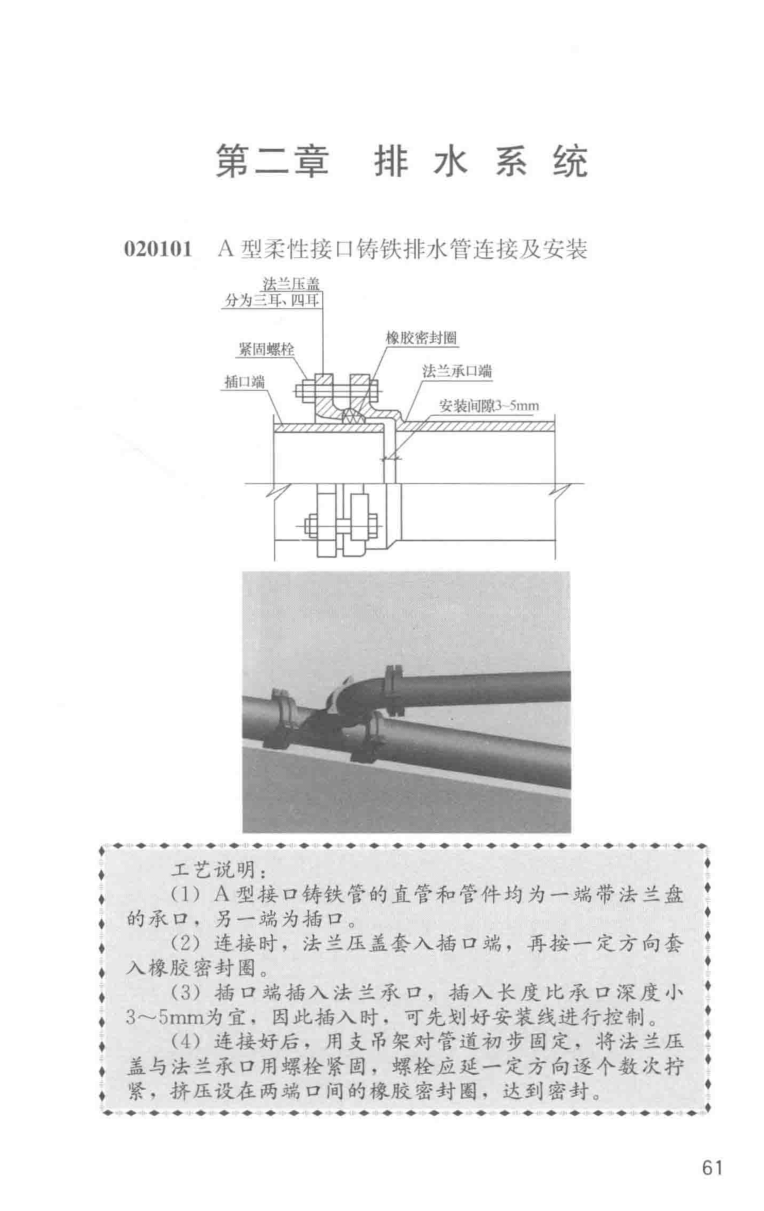 第二章 排水系统
020101 A型柔性接口铸铁排水管连接及安装
法兰压盖
分为三耳、四耳
紧固螺栓
橡胶密封圈
插口端
法兰承口端
安装间隙3~5mm
工艺说明：
(1) A型接口铸铁管的直管和管件均为一端带法兰盘
的承口，另一端为插口。
(2) 连接时，法兰压盖套入插口端，再按一定方向套
入橡胶密封圈。
(3) 插口端插入法兰承口，插入长度比承口深度小
3～5mm为宜，因此插入时，可先划好安装线进行控制。
(4) 连接好后，用支吊架对管道初步固定，将法兰压
盖与法兰承口用螺栓紧固，螺栓应延一定方向逐个数次拧
紧，挤压设在两端口间的橡胶密封圈，达到密封。
61